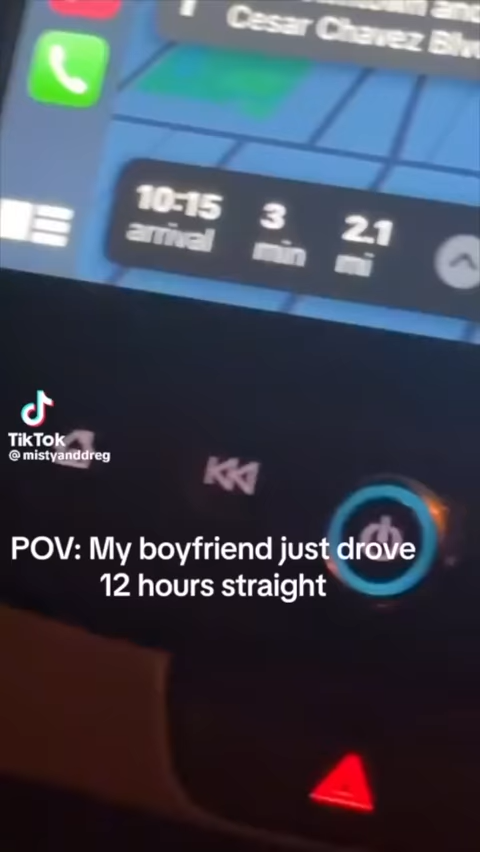 Cesar Chavez Blv
10:15 3 2.1
arrival min mi
TikTok
@mistyanddreg
POV: My boyfriend just drove
12 hours straight